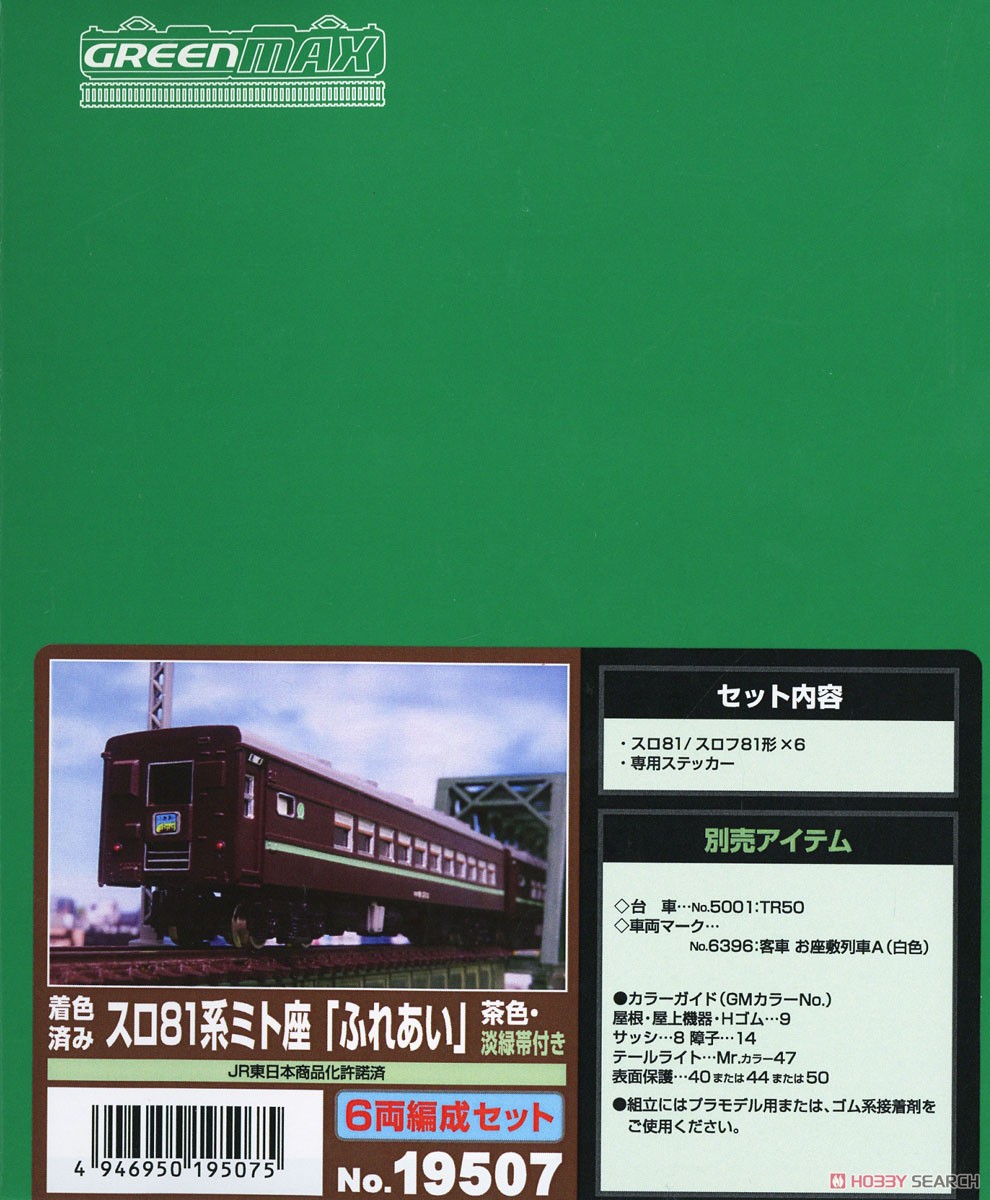 GREENMAX
着色済み スロ81系ミト座「ふれあい」 茶色・淡緑帯付き
JR東日本商品化許諾済
6両編成セット
No.19507
4 946950 195075
セット内容
・スロ81/スロフ81形×6
・専用ステッカー
別売アイテム
◇台 車…No.5001:TR50
◇車両マーク…
No.6396:客車 お座敷列車A(白色)
●カラーガイド(GMカラーNo.)
屋根・屋上機器・Hゴム…9
サッシ…8 障子…14
テールライト…Mr.カラー47
表面保護…40または44または50
●組立にはプラモデル用または、ゴム系接着剤を
ご使用ください。
HOBBY SEARCH